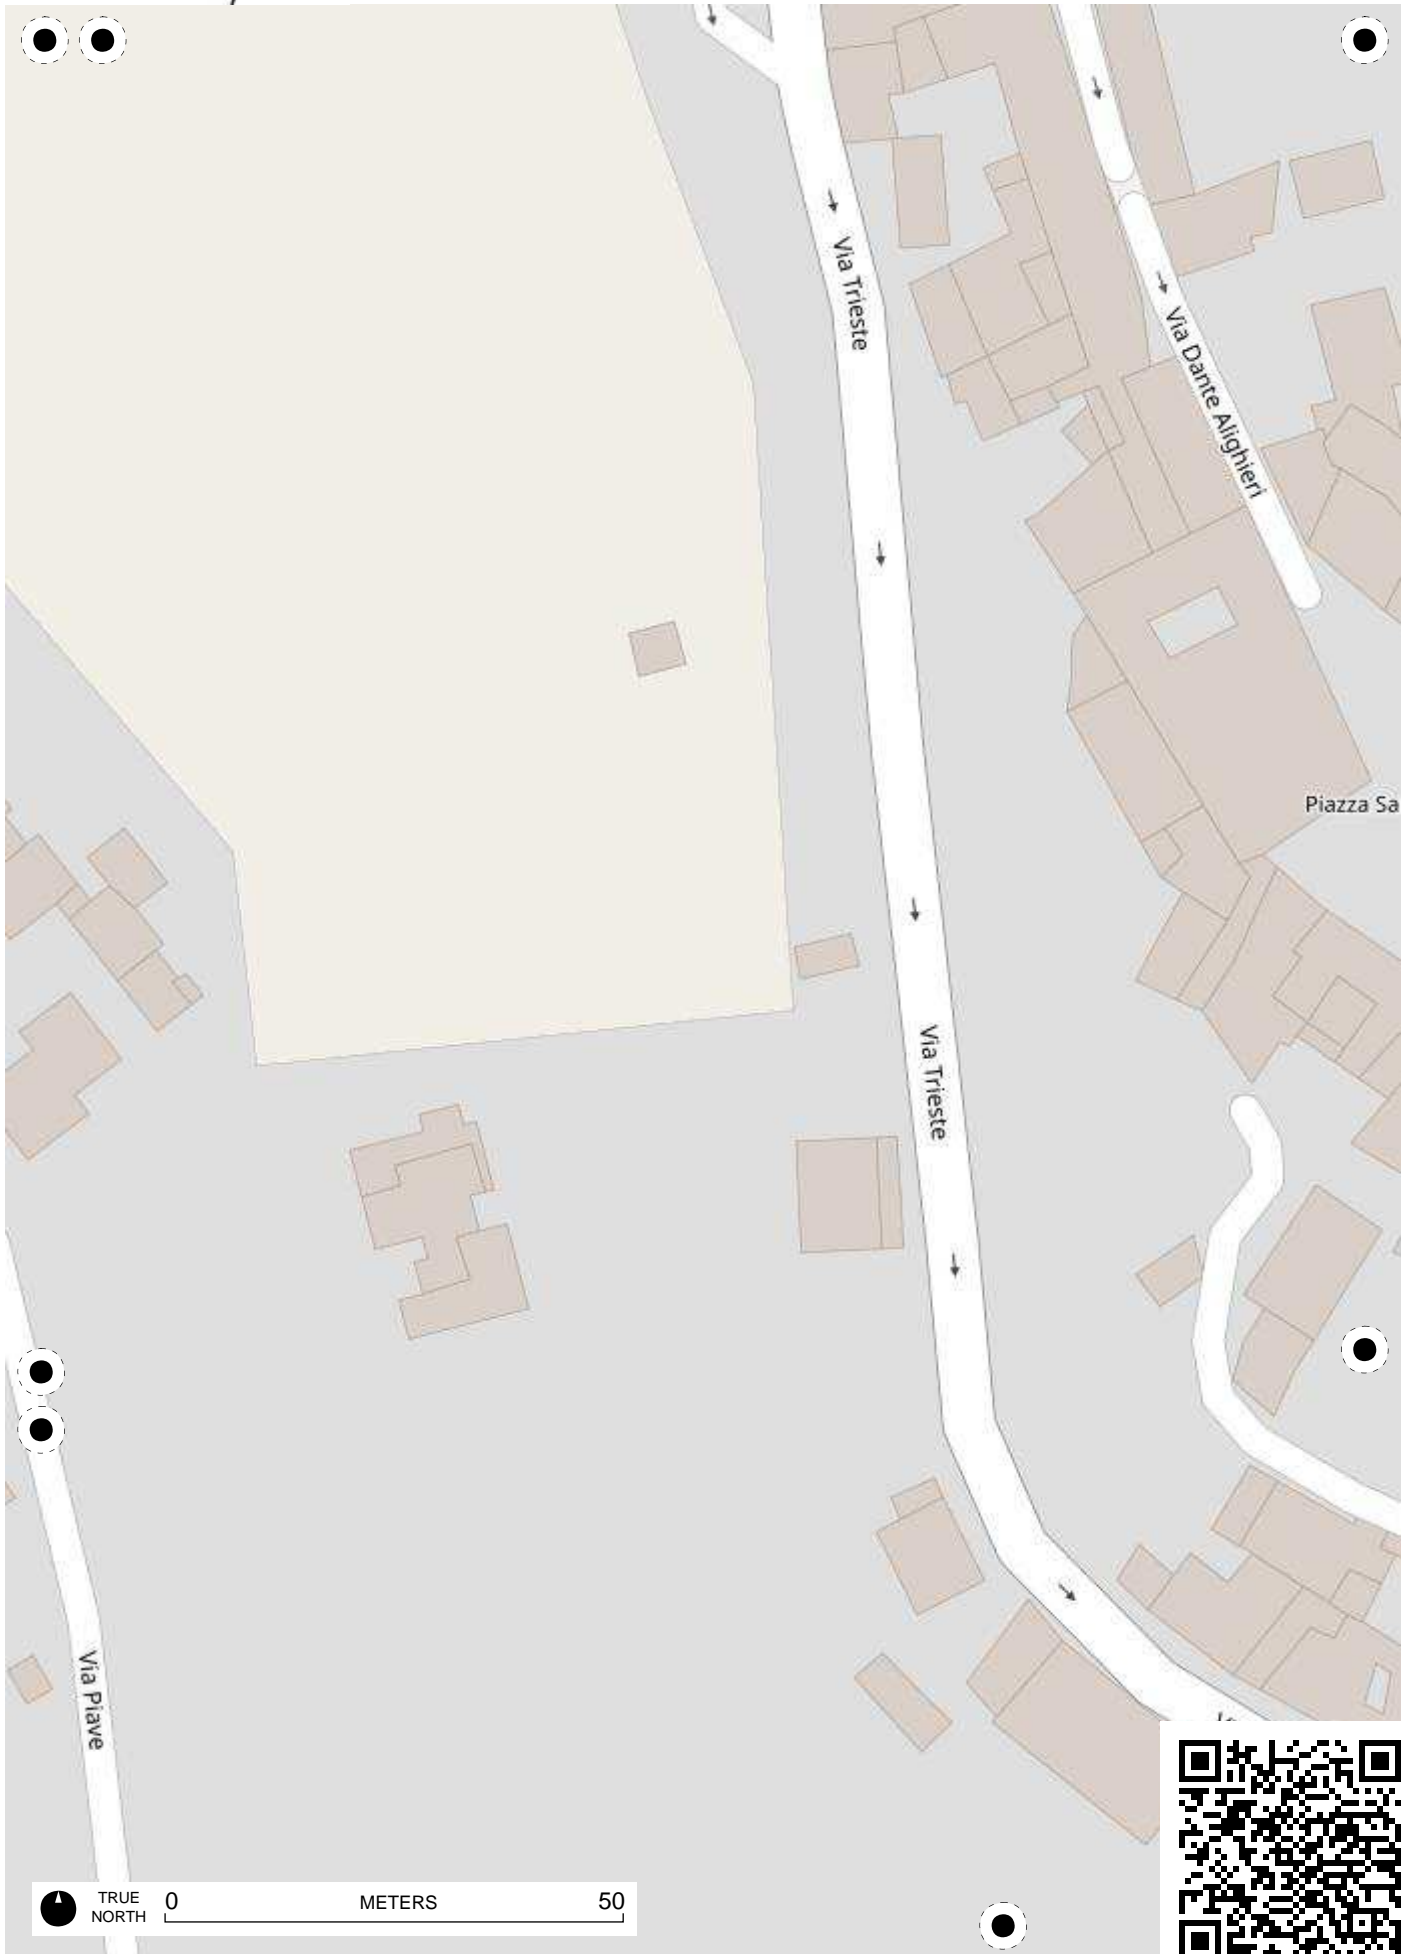 Via Trieste
Via Dante Alighieri
Piazza Sa
Via Trieste
Via Piave
TRUE
NORTH
0 METERS 50